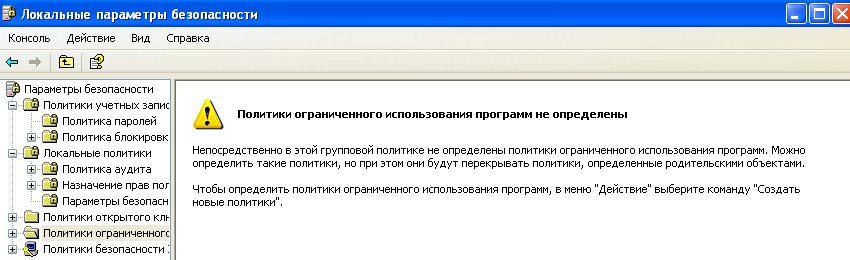 Локальные параметры безопасности
Консоль Действие Вид Справка
Параметры безопасности
Политики учетных запис
Политика паролей
Политика блокировк
Локальные политики
Политика аудита
Назначение прав пол
Параметры безопасн
Политики открытого клю
Политики ограниченного
Политики безопасности
Политики ограниченного использования программ не определены
Непосредственно в этой групповой политике не определены политики ограниченного использования программ. Можно
определить такие политики, но при этом они будут перекрывать политики, определенные родительскими объектами.
Чтобы определить политики ограниченного использования программ, в меню "Действие" выберите команду "Создать
новые политики".